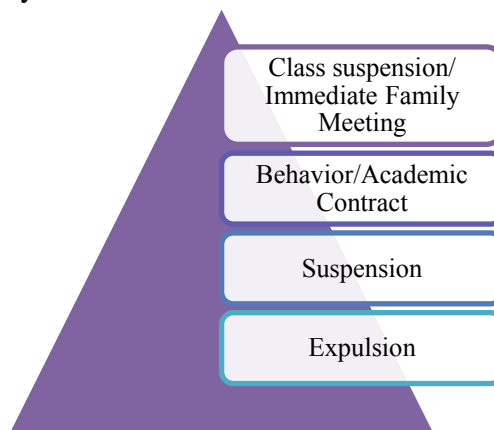 Class suspension/
Immediate Family
Meeting
Behavior/Academic
Contract
Suspension
Expulsion